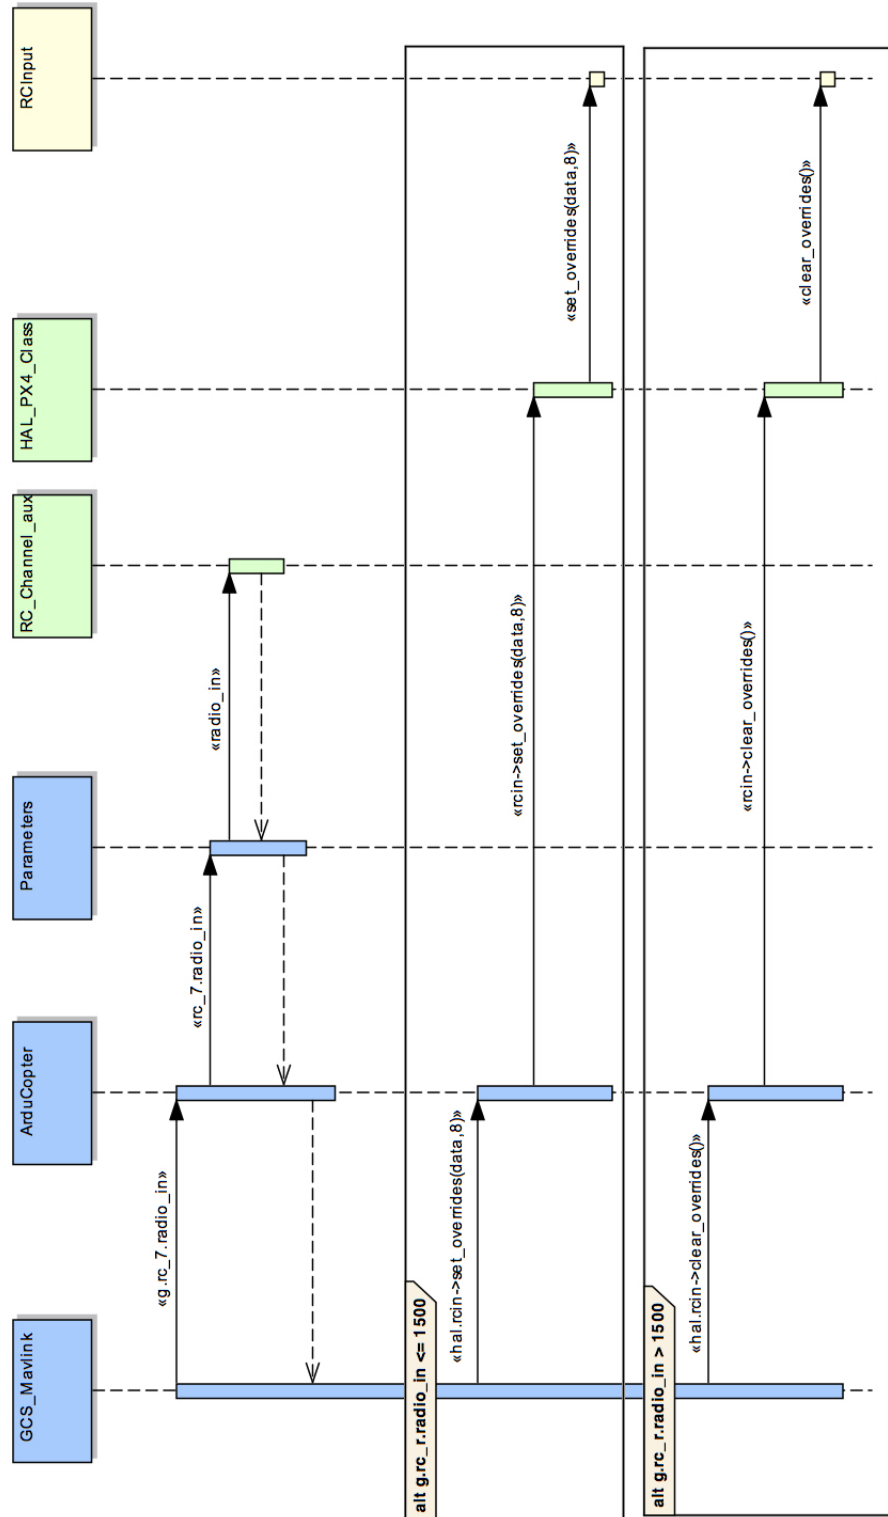 GCS_Mavlink
ArduCopter
Parameters
RC_Channel_aux
HAL_PX4_Class
RCInput
«g.rc_7.radio_in»
«rc_7.radio_in»
«radio_in»
alt g.rc_r.radio_in <= 1500
«hal.rcin->set_overrides(data,8)»
«rcin->set_overrides(data,8)»
«set_overrides(data,8)»
alt g.rc_r.radio_in > 1500
«hal.rcin->clear_overrides()»
«rcin->clear_overrides()»
«clear_overrides()»